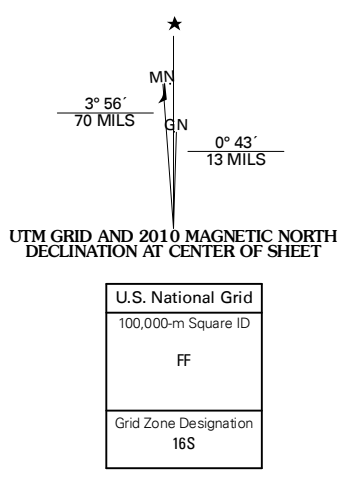 MN
3° 56´
70 MILS
GN
0° 43´
13 MILS
UTM GRID AND 2010 MAGNETIC NORTH
DECLINATION AT CENTER OF SHEET
U.S. National Grid
100,000-m Square ID
FF
Grid Zone Designation
16S